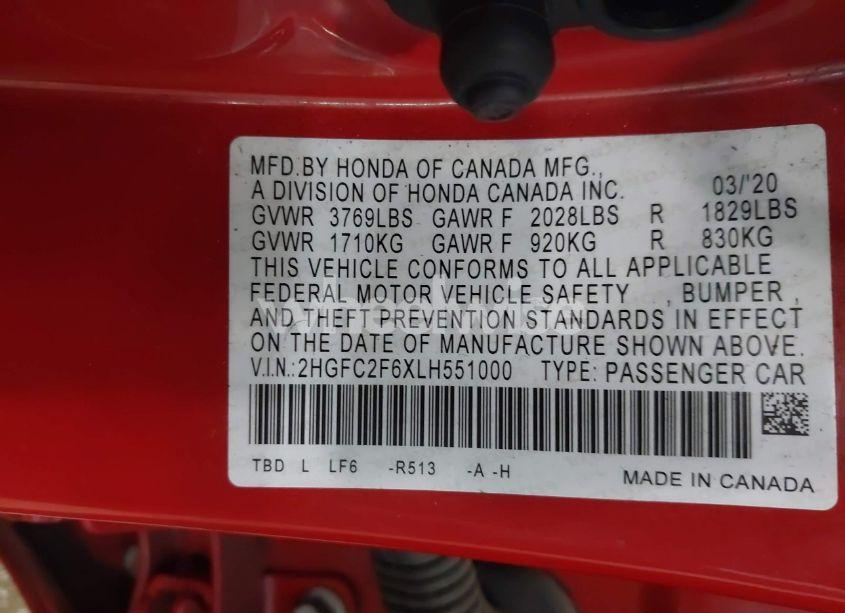 MFD.BY HONDA OF CANADA MFG.,
A DIVISION OF HONDA CANADA INC. 03/'20
GVWR 3769LBS GAWR F 2028LBS R 1829LBS
GVWR 1710KG GAWR F 920KG R 830KG
THIS VEHICLE CONFORMS TO ALL APPLICABLE
FEDERAL MOTOR VEHICLE SAFETY , BUMPER ,
AND THEFT PREVENTION STANDARDS IN EFFECT
ON THE DATE OF MANUFACTURE SHOWN ABOVE.
V.I.N.:2HGFC2F6XLH551000 TYPE: PASSENGER CAR
TBD L LF6 -R513 -A -H
MADE IN CANADA